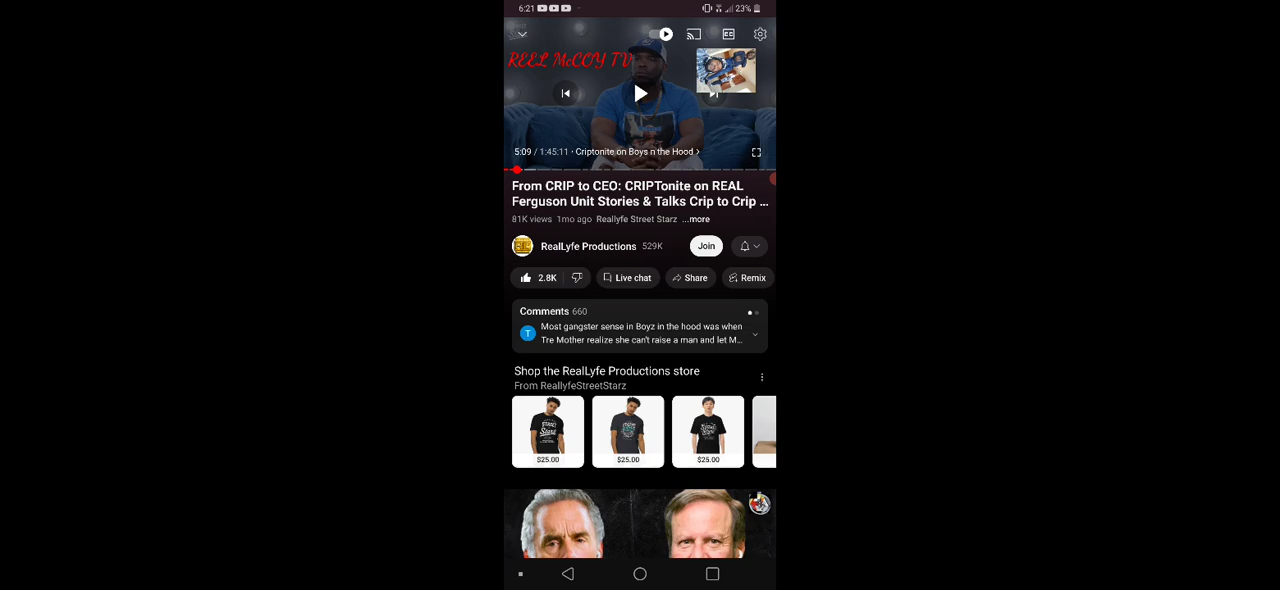 6:21
23%
REEL McCOY TV
5:09 / 1:45:11 · Criptonite on Boys n the Hood
From CRIP to CEO: CRIPTonite on REAL
Ferguson Unit Stories & Talks Crip to Crip ...
81K views 1mo ago Reallyfe Street Starz ...more
RealLyfe Productions 529K
Join
2.8K
Live chat
Share
Remix
Comments 660
T
Most gangster sense in Boyz in the hood was when
Tre Mother realize she can't raise a man and let M...
Shop the RealLyfe Productions store
From ReallyfeStreetStarz
$25.00
$25.00
$25.00